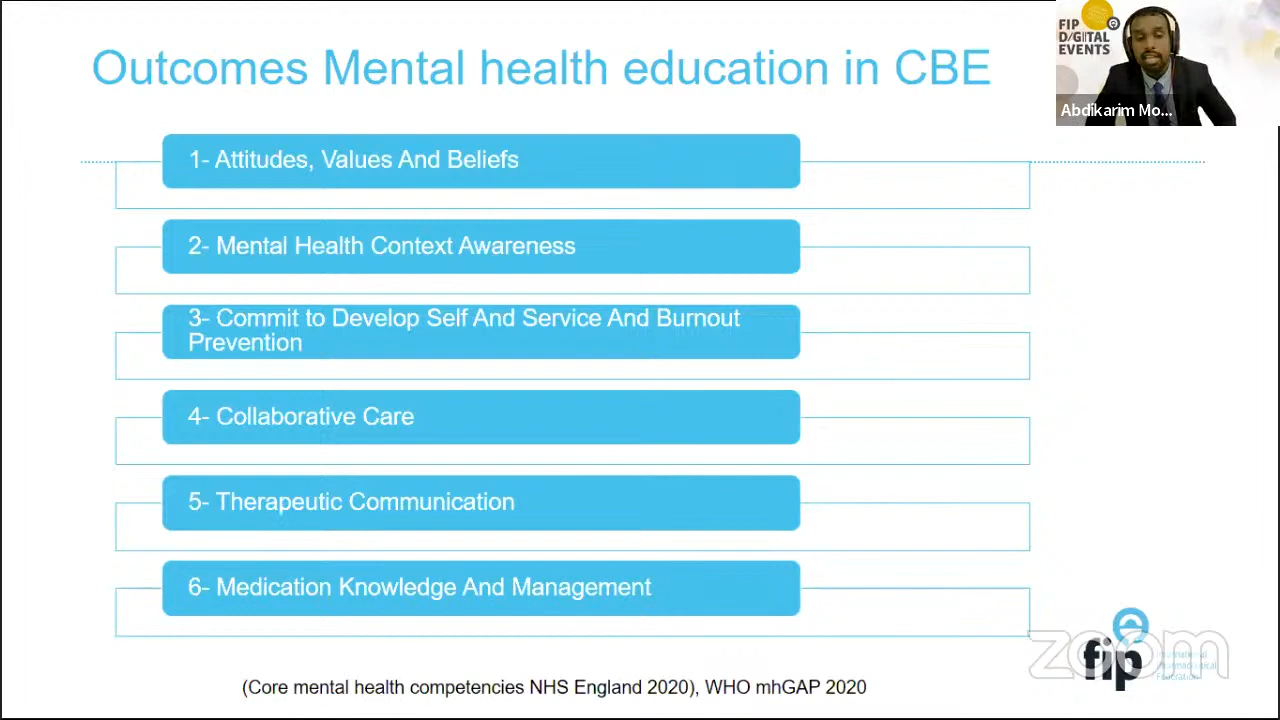 Outcomes Mental health education in CBE
FIP
DIGITAL
EVENTS
Abdikarim Mo...
1- Attitudes, Values And Beliefs
2- Mental Health Context Awareness
3- Commit to Develop Self And Service And Burnout
Prevention
4- Collaborative Care
5- Therapeutic Communication
6- Medication Knowledge And Management
zoom
fip
Federation
(Core mental health competencies NHS England 2020), WHO mhGAP 2020